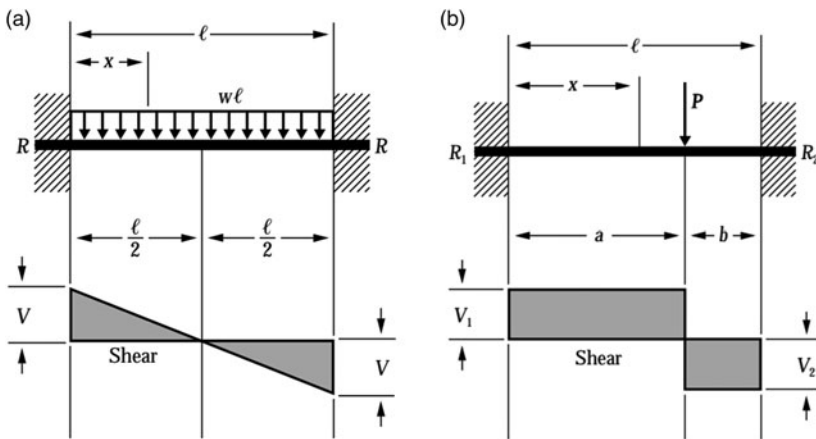 (a)
ℓ
x
wℓ
R R
ℓ/2 ℓ/2
V
Shear
V
(b)
ℓ
x
P
R₁ R₂
a b
V₁
Shear
V₂